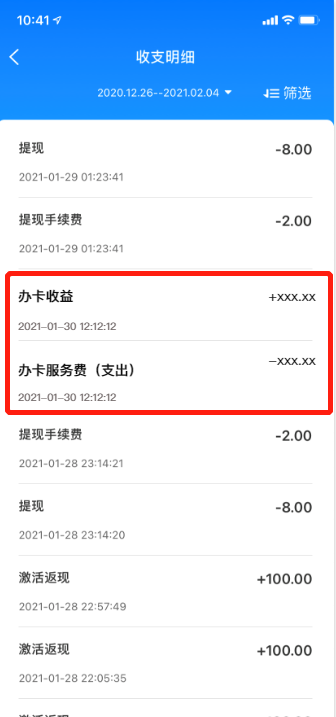 10:41
收支明细
2020.12.26--2021.02.04
筛选
提现
-8.00
2021-01-29 01:23:41
提现手续费
-2.00
2021-01-29 01:23:41
办卡收益
+xxx.xx
2021-01-30 12:12:12
办卡服务费（支出）
-xxx.xx
2021-01-30 12:12:12
提现手续费
-2.00
2021-01-28 23:14:21
提现
-8.00
2021-01-28 23:14:20
激活返现
+100.00
2021-01-28 22:57:49
激活返现
+100.00
2021-01-28 22:05:35